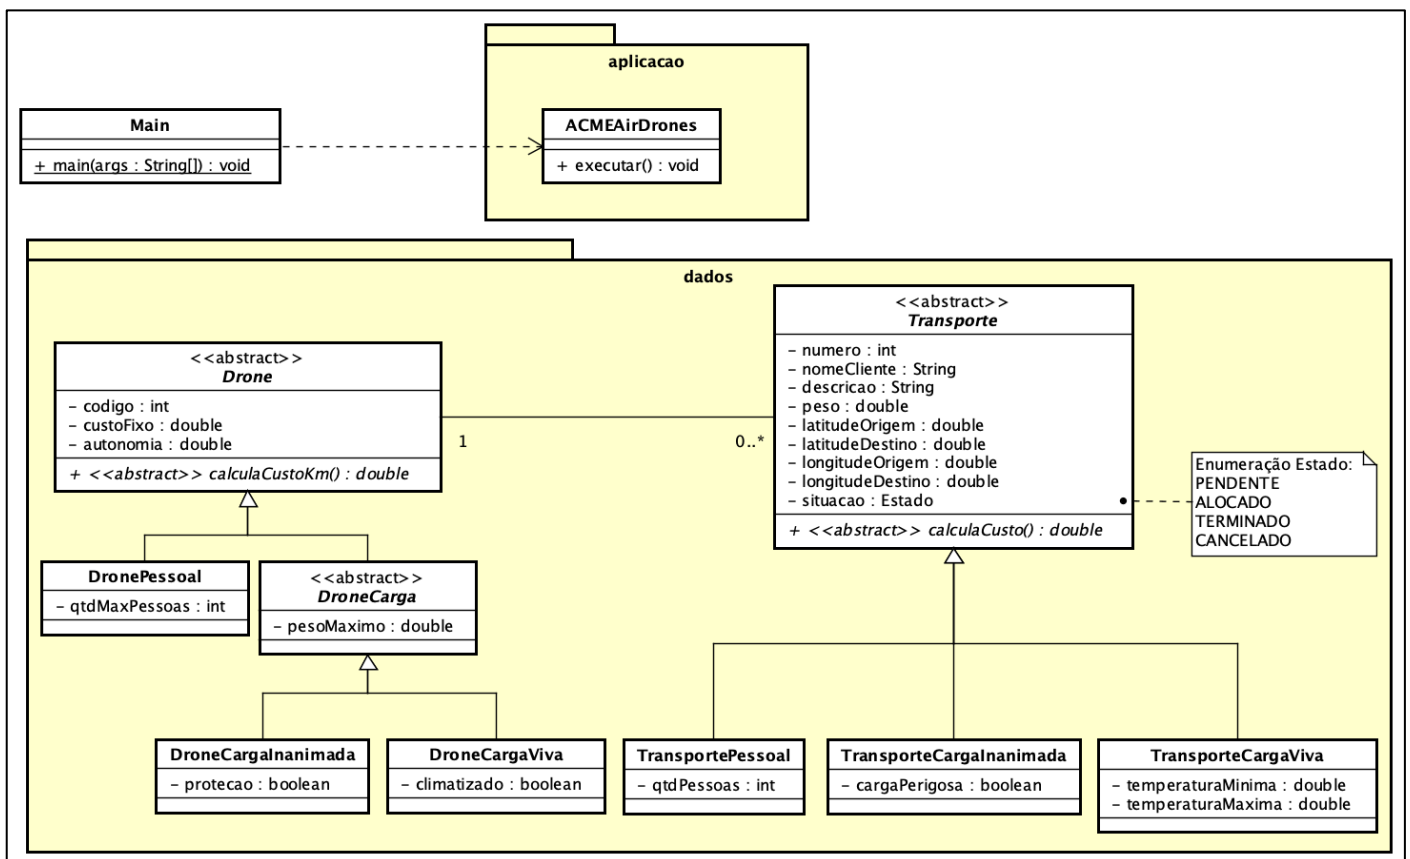 aplicacao
Main
+ main(args : String[]) : void
ACMEAirDrones
+ executar() : void
dados
<<abstract>>
Drone
- codigo : int
- custoFixo : double
- autonomia : double
+ <<abstract>> calculaCustoKm() : double
1
0..*
<<abstract>>
Transporte
- numero : int
- nomeCliente : String
- descricao : String
- peso : double
- latitudeOrigem : double
- latitudeDestino : double
- longitudeOrigem : double
- longitudeDestino : double
- situacao : Estado
+ <<abstract>> calculaCusto() : double
Enumeração Estado:
PENDENTE
ALOCADO
TERMINADO
CANCELADO
DronePessoal
- qtdMaxPessoas : int
<<abstract>>
DroneCarga
- pesoMaximo : double
DroneCargaInanimada
- protecao : boolean
DroneCargaViva
- climatizado : boolean
TransportePessoal
- qtdPessoas : int
TransporteCargaInanimada
- cargaPerigosa : boolean
TransporteCargaViva
- temperaturaMinima : double
- temperaturaMaxima : double